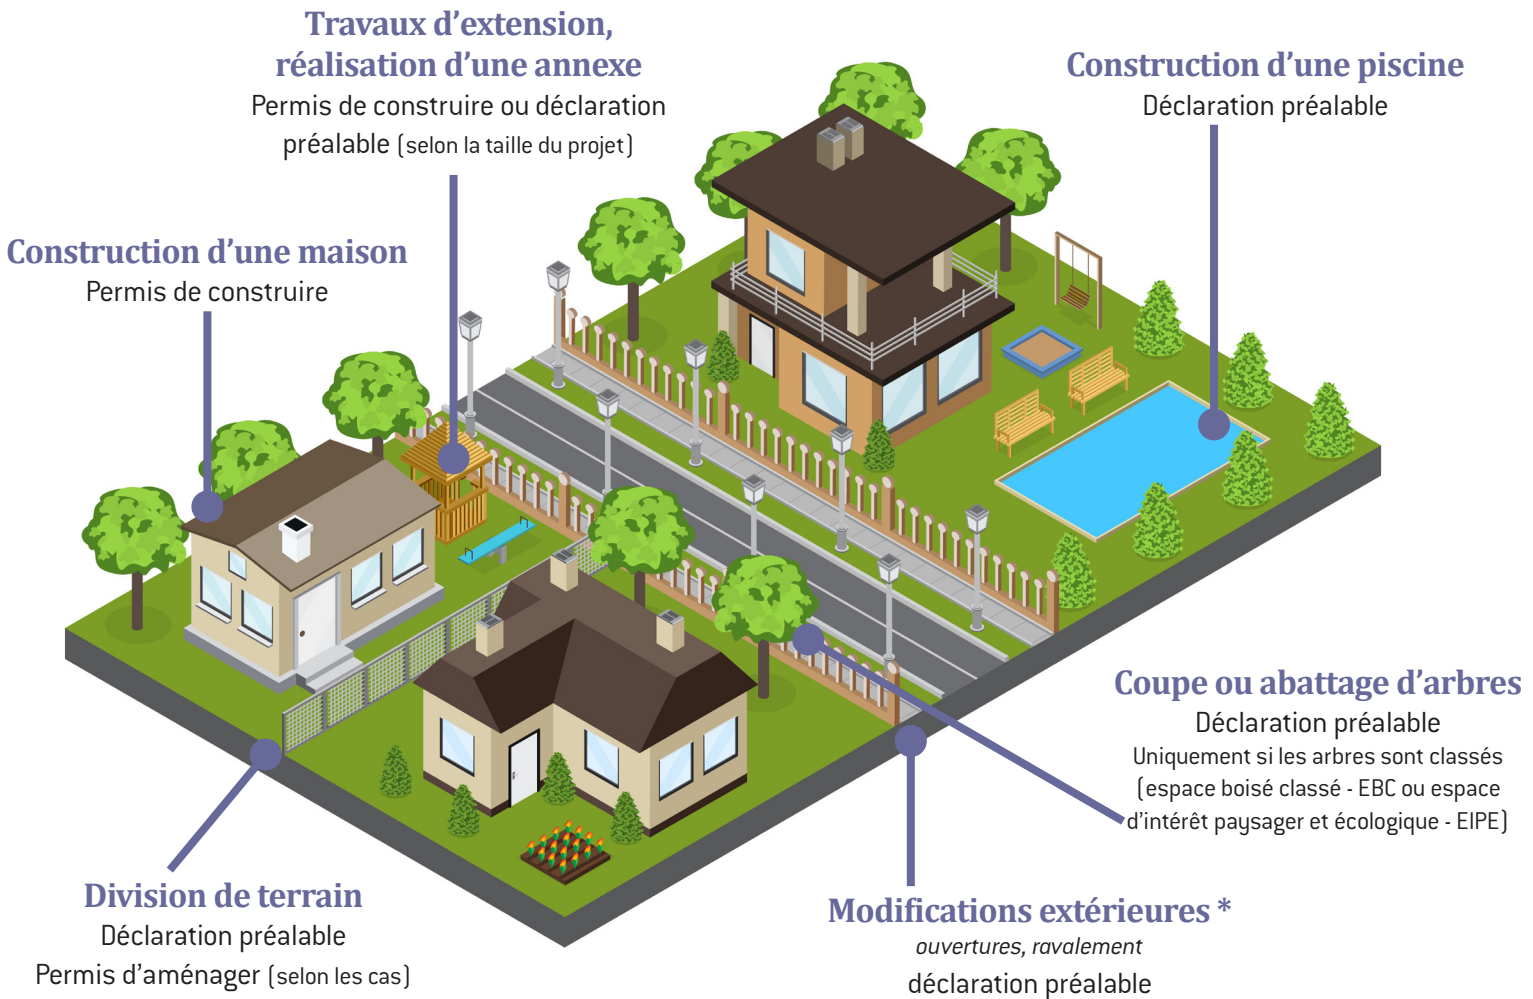 Travaux d’extension,
réalisation d’une annexe
Permis de construire ou déclaration
préalable (selon la taille du projet)
Construction d’une piscine
Déclaration préalable
Construction d’une maison
Permis de construire
Coupe ou abattage d’arbres
Déclaration préalable
Uniquement si les arbres sont classés
(espace boisé classé - EBC ou espace
d’intérêt paysager et écologique - EIPE)
Division de terrain
Déclaration préalable
Permis d’aménager (selon les cas)
Modifications extérieures *
ouvertures, ravalement
déclaration préalable